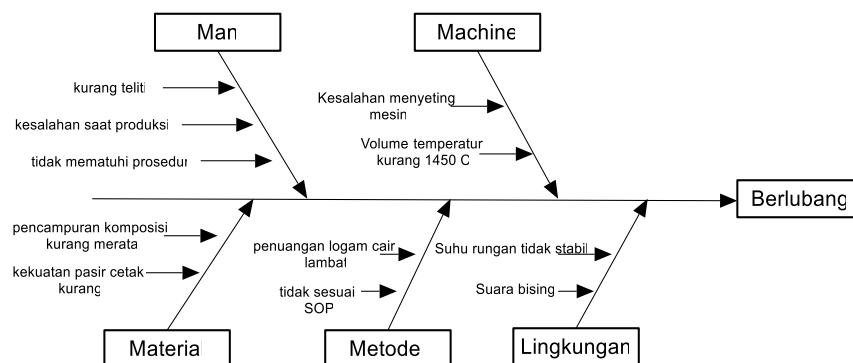 Man
Machine
kurang teliti
kesalahan saat produksi
tidak mematuhi prosedur
Kesalahan menyeting
mesin
Volume temperatur
kurang 1450 C
Berlubang
pencampuran komposisi
kurang merata
kekuatan pasir cetak
kurang
penuangan logam cair
lambat
tidak sesuai
SOP
Suhu rungan tidak stabil
Suara bising
Material
Metode
Lingkungan